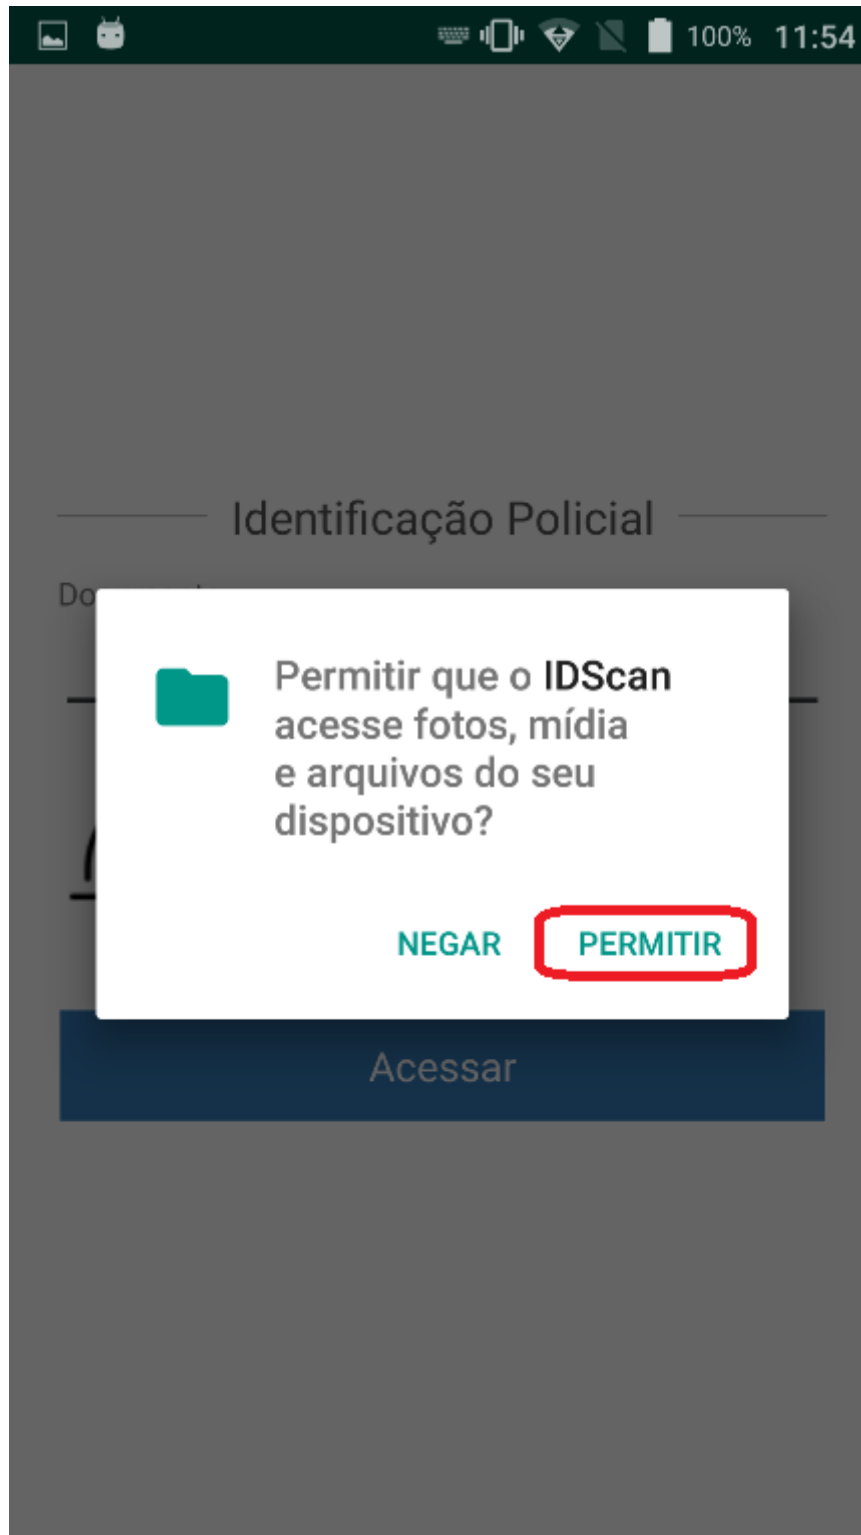 100% 11:54
Identificação Policial
Permitir que o IDScan
acesse fotos, mídia
e arquivos do seu
dispositivo?
NEGAR PERMITIR
Acessar